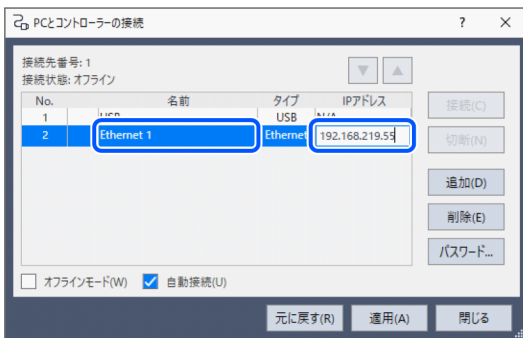 PCとコントローラーの接続 ? ×
接続先番号: 1
接続状態: オフライン
No. 名前 タイプ IPアドレス
1 USB USB N/A
2 Ethernet 1 Ethernet 192.168.219.55
接続(C)
切断(N)
追加(D)
削除(E)
パスワード...
オフラインモード(W) 自動接続(U)
元に戻す(R) 適用(A) 閉じる